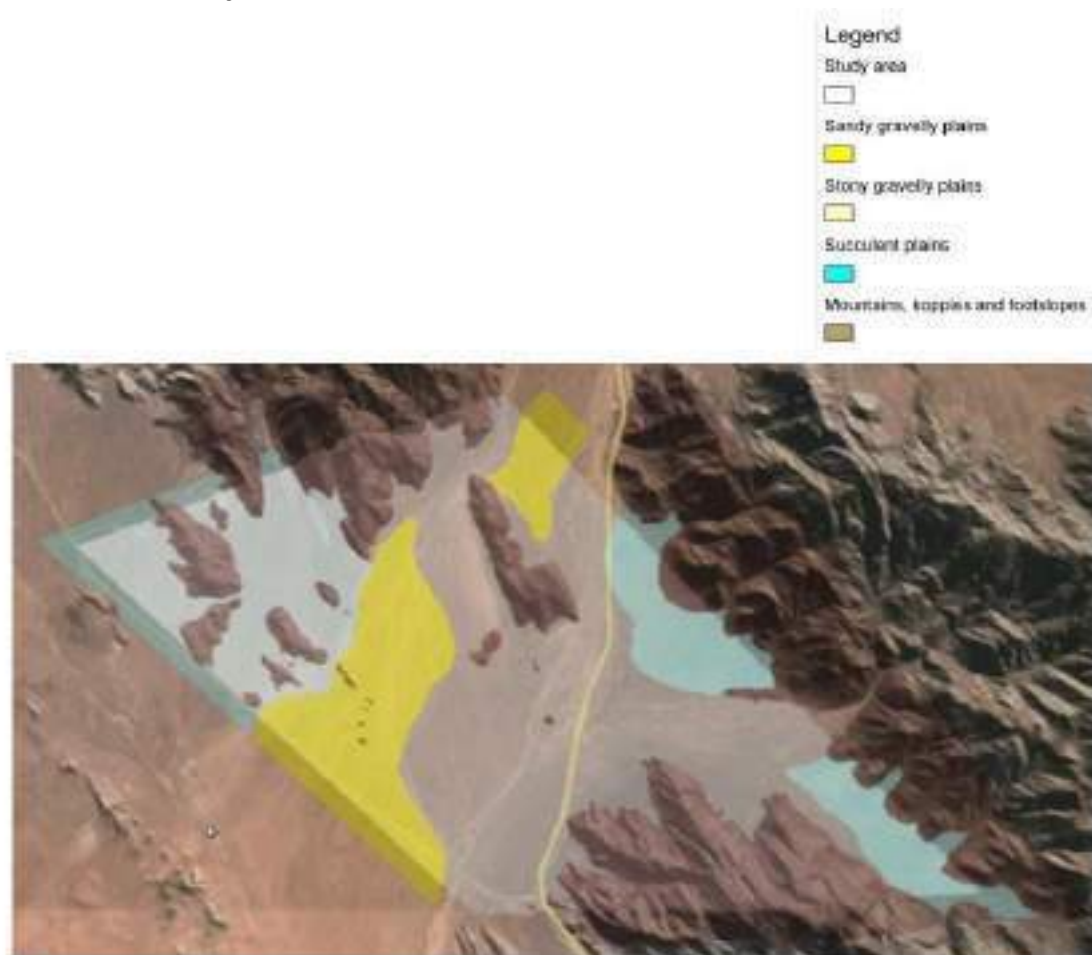 Legend
Study area
Sandy gravelly plains
Stony gravelly plains
Succulent plains
Mountains, koppies and footslopes